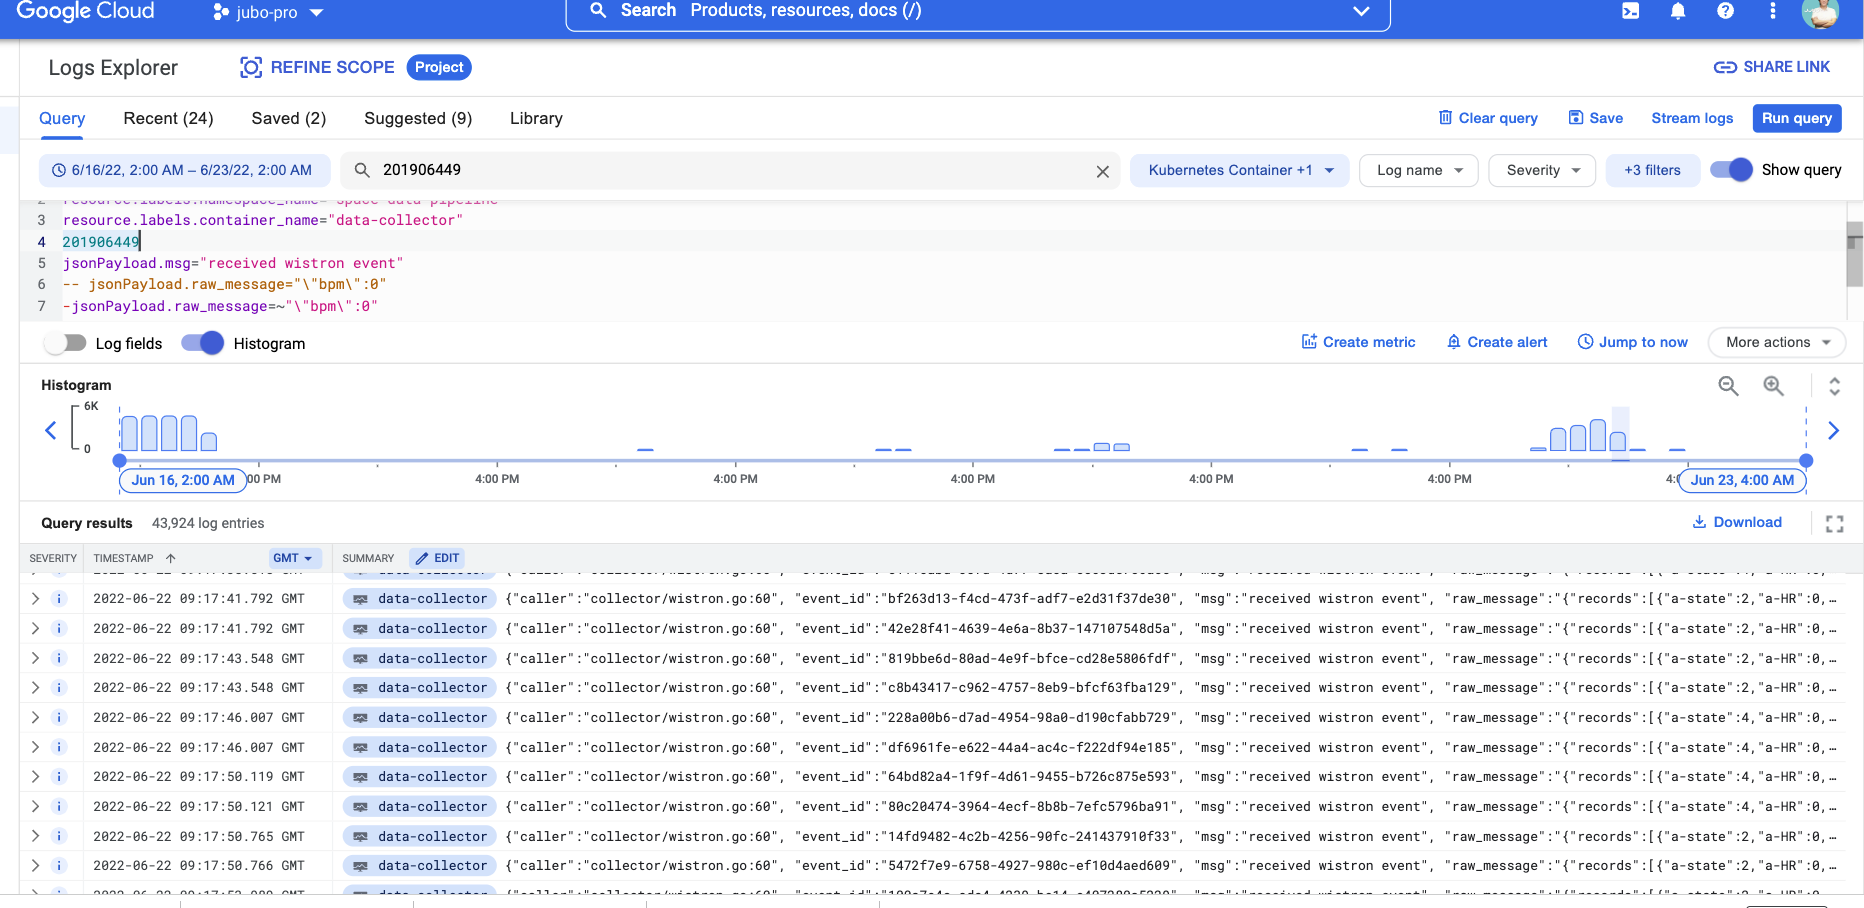 Google Cloud jubo-pro Search Products, resources, docs (/)
Logs Explorer REFINE SCOPE Project SHARE LINK
Query Recent (24) Saved (2) Suggested (9) Library Clear query Save Stream logs Run query
6/16/22, 2:00 AM – 6/23/22, 2:00 AM 201906449 Kubernetes Container +1 Log name Severity +3 filters Show query
3 resource.labels.container_name="data-collector"
4 201906449
5 jsonPayload.msg="received wistron event"
6 -- jsonPayload.raw_message="\"bpm\":0"
7 -jsonPayload.raw_message=~"\"bpm\":0"
Log fields Histogram Create metric Create alert Jump to now More actions
Histogram
6K
0
Jun 16, 2:00 AM 00 PM 4:00 PM 4:00 PM 4:00 PM 4:00 PM 4:00 PM 4:0 Jun 23, 4:00 AM
Query results 43,924 log entries Download
SEVERITY TIMESTAMP GMT SUMMARY EDIT
2022-06-22 09:17:41.792 GMT data-collector {"caller":"collector/wistron.go:60", "event_id":"bf263d13-f4cd-473f-adf7-e2d31f37de30", "msg":"received wistron event", "raw_message":"{"records":[{"a-state":2,"a-HR":0,…
2022-06-22 09:17:41.792 GMT data-collector {"caller":"collector/wistron.go:60", "event_id":"42e28f41-4639-4e6a-8b37-147107548d5a", "msg":"received wistron event", "raw_message":"{"records":[{"a-state":2,"a-HR":0,…
2022-06-22 09:17:43.548 GMT data-collector {"caller":"collector/wistron.go:60", "event_id":"819bbe6d-80ad-4e9f-bfce-cd28e5806fdf", "msg":"received wistron event", "raw_message":"{"records":[{"a-state":2,"a-HR":0,…
2022-06-22 09:17:43.548 GMT data-collector {"caller":"collector/wistron.go:60", "event_id":"c8b43417-c962-4757-8eb9-bfcf63fba129", "msg":"received wistron event", "raw_message":"{"records":[{"a-state":2,"a-HR":0,…
2022-06-22 09:17:46.007 GMT data-collector {"caller":"collector/wistron.go:60", "event_id":"228a00b6-d7ad-4954-98a0-d190cfabb729", "msg":"received wistron event", "raw_message":"{"records":[{"a-state":4,"a-HR":0,…
2022-06-22 09:17:46.007 GMT data-collector {"caller":"collector/wistron.go:60", "event_id":"df6961fe-e622-44a4-ac4c-f222df94e185", "msg":"received wistron event", "raw_message":"{"records":[{"a-state":4,"a-HR":0,…
2022-06-22 09:17:50.119 GMT data-collector {"caller":"collector/wistron.go:60", "event_id":"64bd82a4-1f9f-4d61-9455-b726c875e593", "msg":"received wistron event", "raw_message":"{"records":[{"a-state":4,"a-HR":0,…
2022-06-22 09:17:50.121 GMT data-collector {"caller":"collector/wistron.go:60", "event_id":"80c20474-3964-4ecf-8b8b-7efc5796ba91", "msg":"received wistron event", "raw_message":"{"records":[{"a-state":4,"a-HR":0,…
2022-06-22 09:17:50.765 GMT data-collector {"caller":"collector/wistron.go:60", "event_id":"14fd9482-4c2b-4256-90fc-241437910f33", "msg":"received wistron event", "raw_message":"{"records":[{"a-state":2,"a-HR":0,…
2022-06-22 09:17:50.766 GMT data-collector {"caller":"collector/wistron.go:60", "event_id":"5472f7e9-6758-4927-980c-ef10d4aed609", "msg":"received wistron event", "raw_message":"{"records":[{"a-state":2,"a-HR":0,…